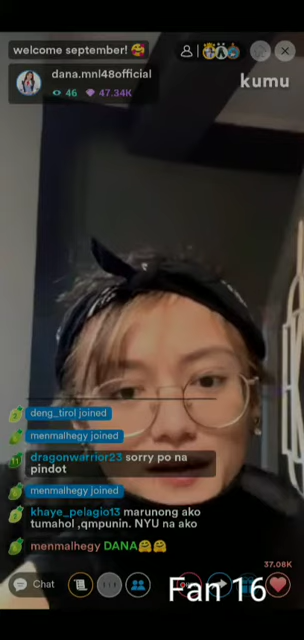 welcome september! 🥰
dana.mnl48official
46 47.34K
kumu
deng_tirol joined
menmalhegy joined
dragonwarrior23 sorry po na
pindot
menmalhegy joined
khaye_pelagio13 marunong ako
tumahol ,qmpunin. NYU na ako
menmalhegy DANA🤗🤗
37.08K
Chat
Fan 16